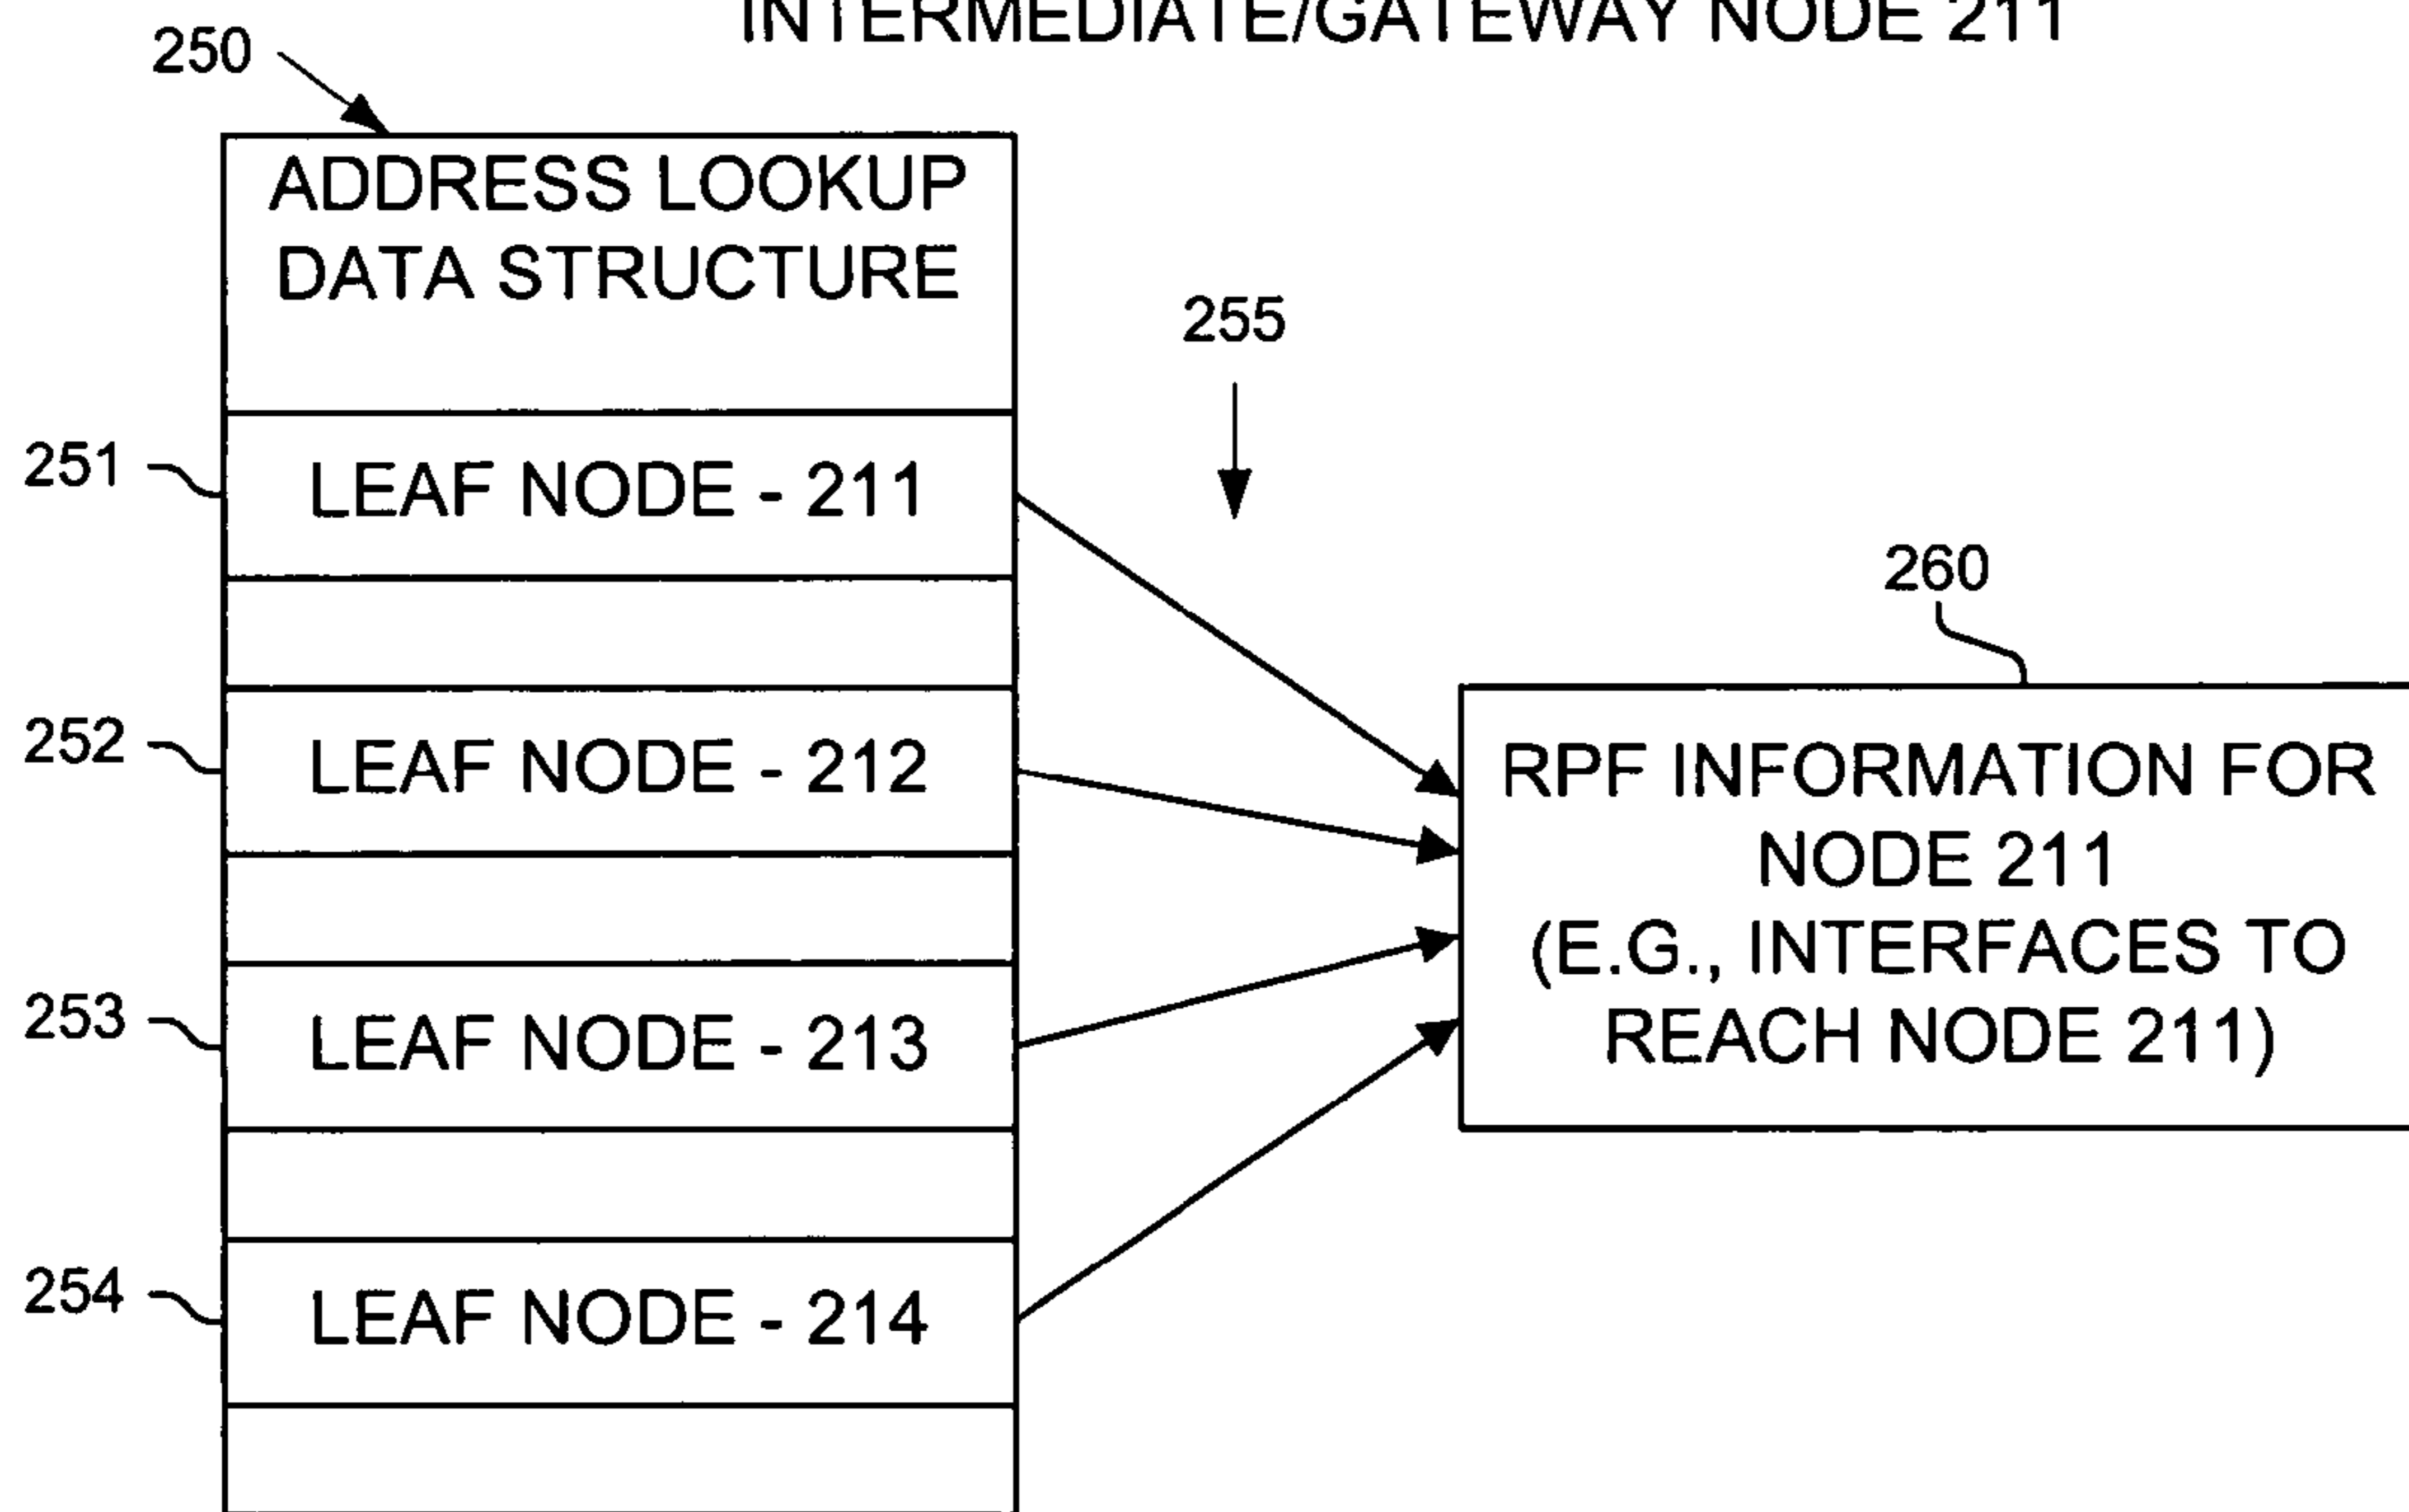 INTERMEDIATE/GATEWAY NODE 211
250
ADDRESS LOOKUP
DATA STRUCTURE
255
251
LEAF NODE - 211
260
252
LEAF NODE - 212
RPF INFORMATION FOR
NODE 211
(E.G., INTERFACES TO
REACH NODE 211)
253
LEAF NODE - 213
254
LEAF NODE - 214